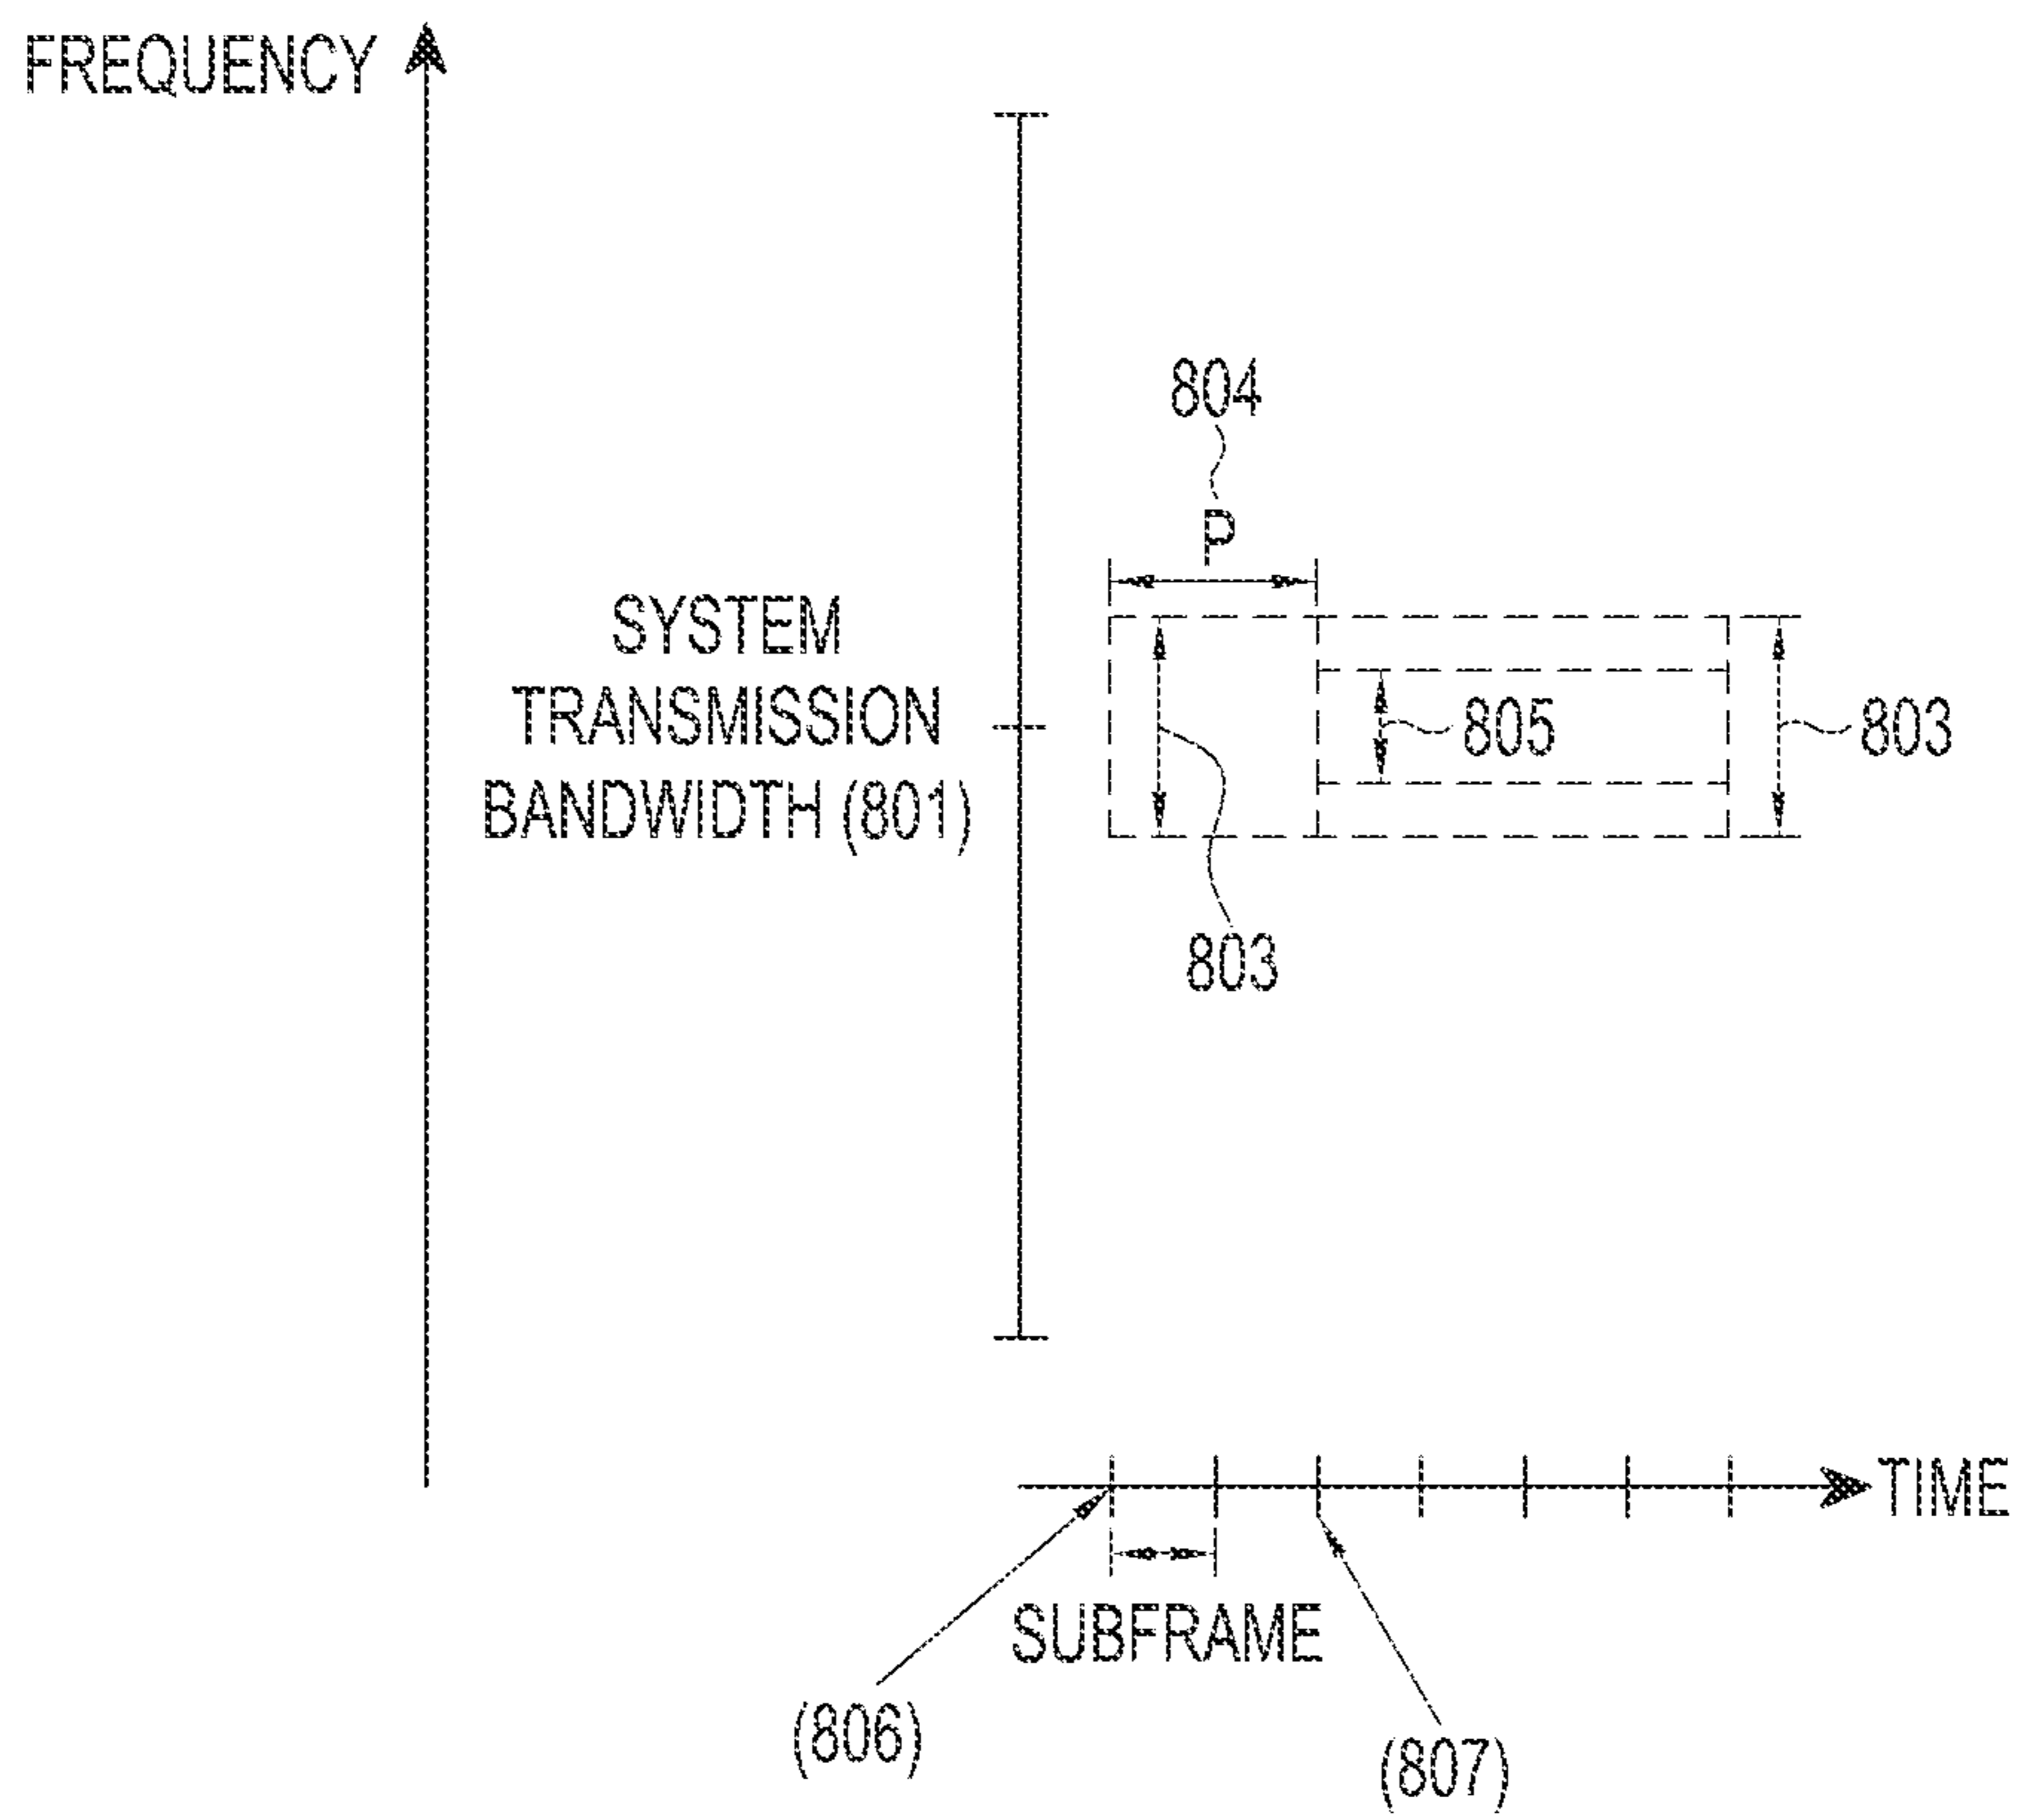 FREQUENCY
804
P
SYSTEM
TRANSMISSION
BANDWIDTH (801)
805
803
803
TIME
SUBFRAME
(806)
(807)